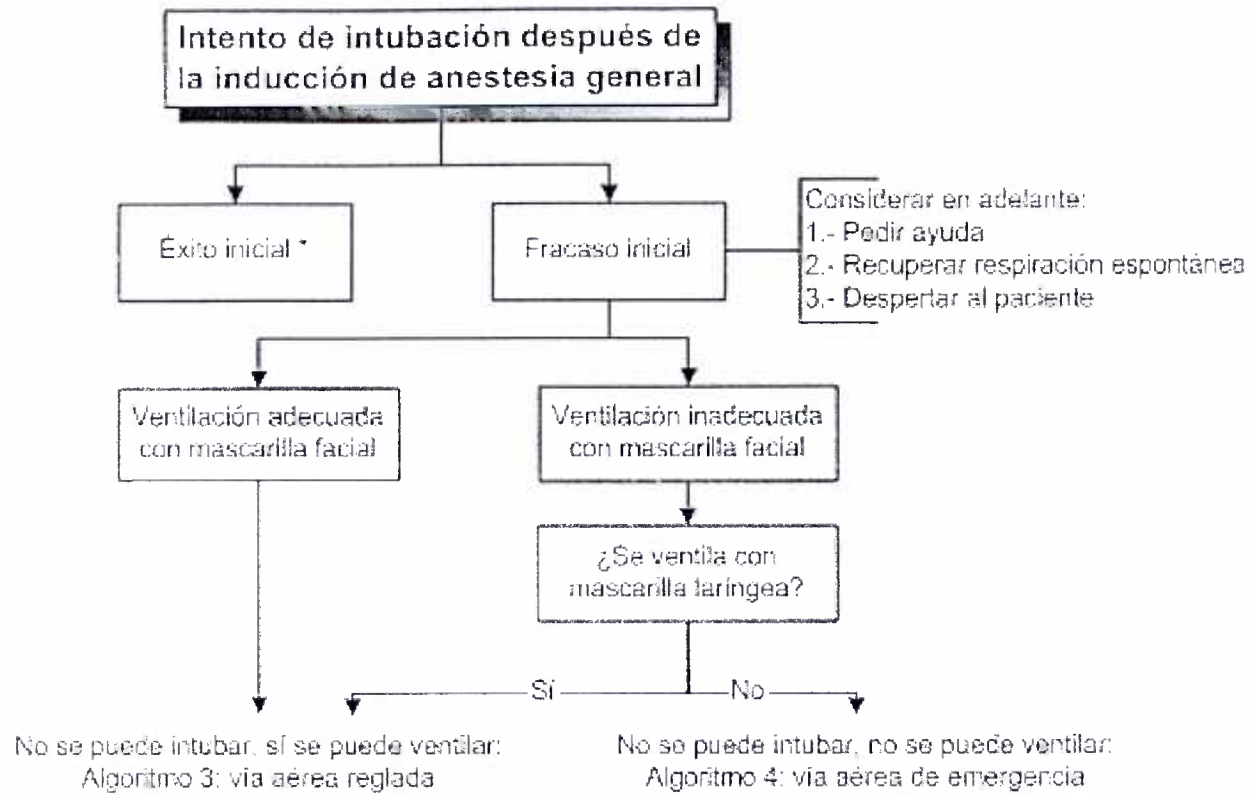 Intento de intubación después de
la inducción de anestesia general
Éxito inicial *
Fracaso inicial
Considerar en adelante:
1.- Pedir ayuda
2.- Recuperar respiración espontánea
3.- Despertar al paciente
Ventilación adecuada
con mascarilla facial
Ventilación inadecuada
con mascarilla facial
¿Se ventila con
mascarilla laríngea?
Sí
No
No se puede intubar, sí se puede ventilar:
Algoritmo 3: vía aérea reglada
No se puede intubar, no se puede ventilar:
Algoritmo 4: vía aérea de emergencia